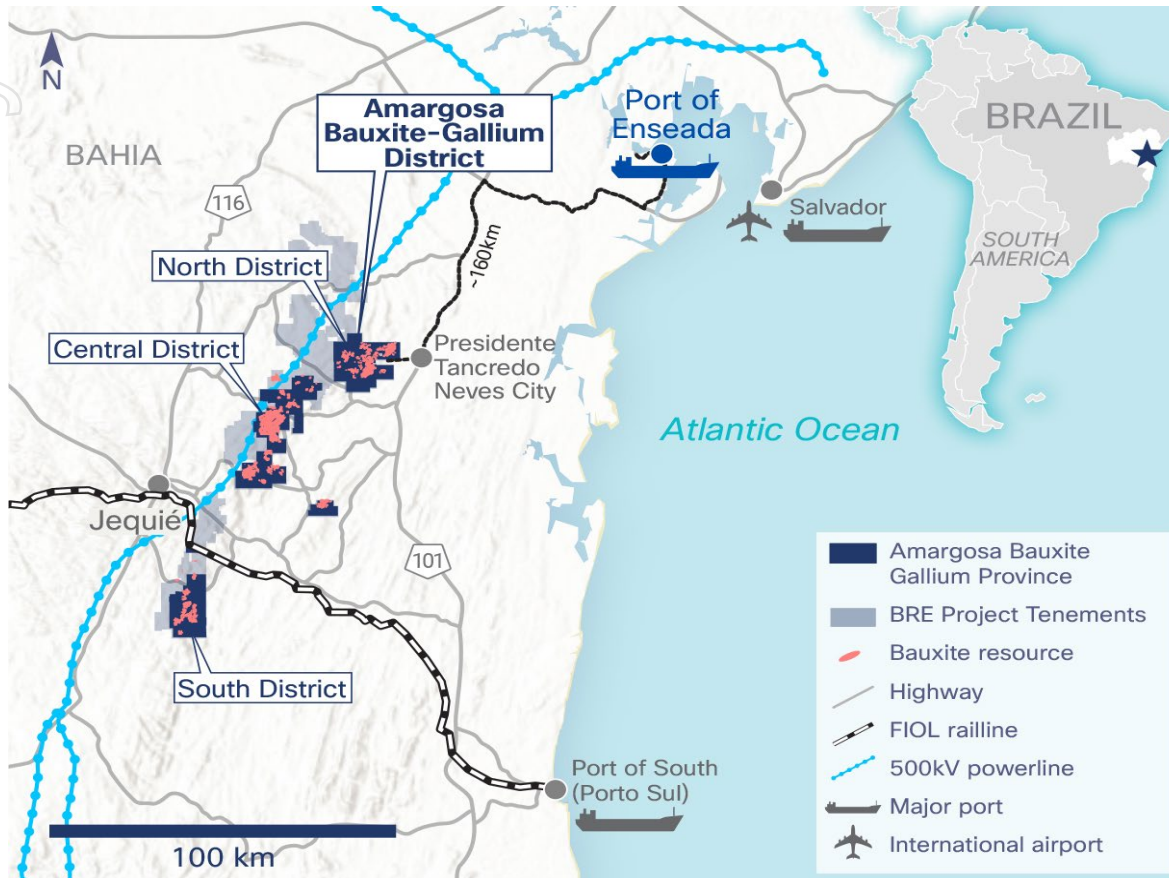 N
BAHIA
116
Amargosa
Bauxite-Gallium
District
North District
Central District
Port of
Enseada
Salvador
~160km
Presidente
Tancredo
Neves City
Jequié
101
South District
Port of South
(Porto Sul)
100 km
Atlantic Ocean
BRAZIL
SOUTH
AMERICA
Amargosa Bauxite
Gallium Province
BRE Project Tenements
Bauxite resource
Highway
FIOL railline
500kV powerline
Major port
International airport